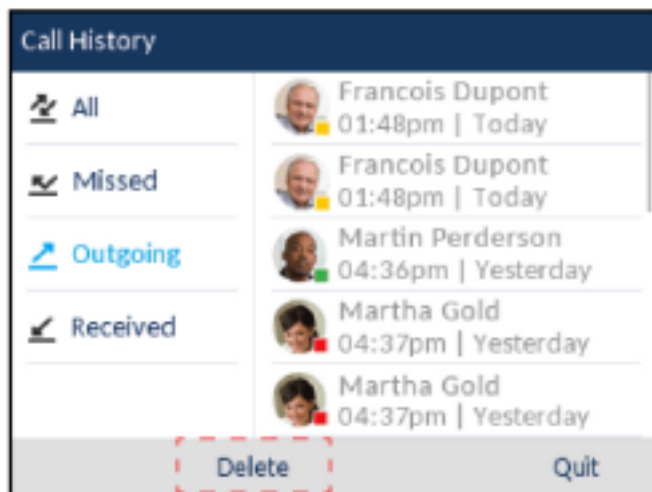 Call History
All
Missed
Outgoing
Received
Francois Dupont
01:48pm | Today
Francois Dupont
01:48pm | Today
Martin Perderson
04:36pm | Yesterday
Martha Gold
04:37pm | Yesterday
Martha Gold
04:37pm | Yesterday
Delete
Quit